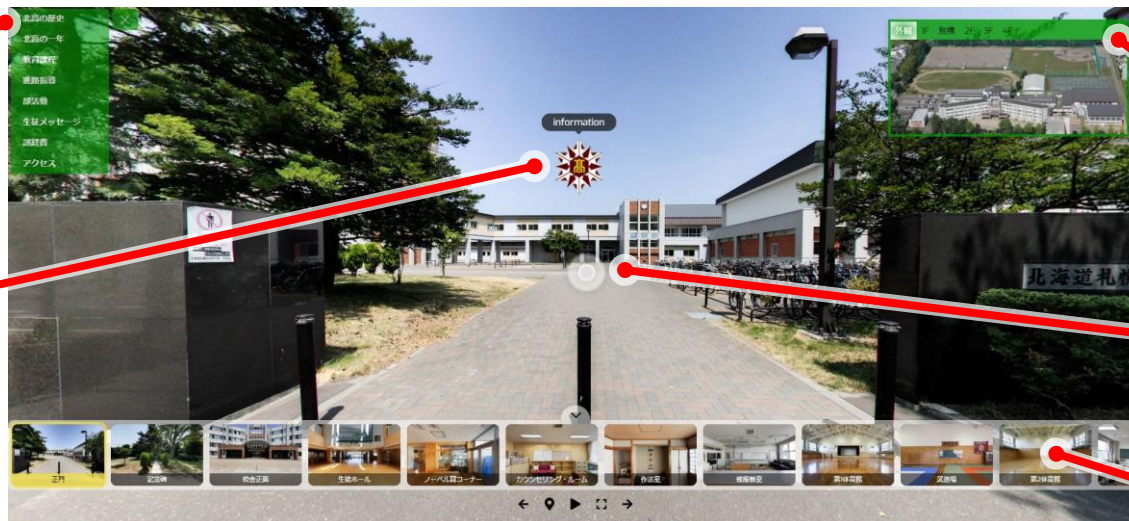 北高の歴史
北高の一年
教育課程
進路指導
部活動
生徒メッセージ
諸経費
アクセス
外観 1F 別棟 2F 3F 4F
information
高
北海道札
正門
記念碑
校舎正面
生徒ホール
ノーベル賞コーナー
カウンセリング・ルーム
作法室
被服教室
第1体育館
武道場
第2体育館